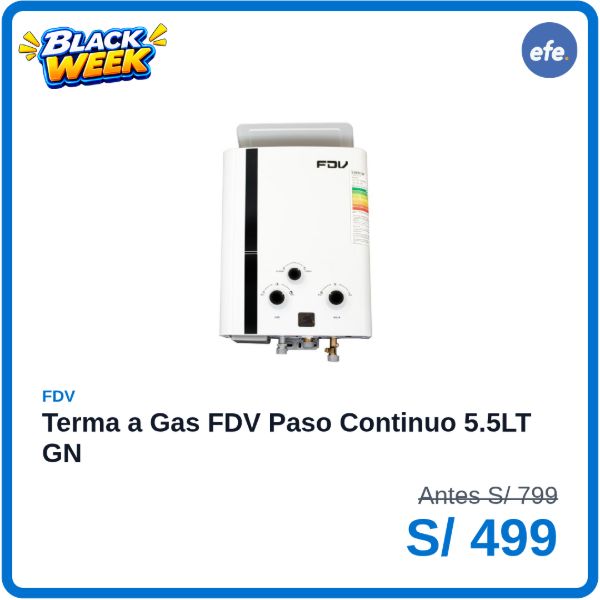 BLACK
WEEK
efe.
FDV
FDV
Terma a Gas FDV Paso Continuo 5.5LT
GN
Antes S/ 799
S/ 499